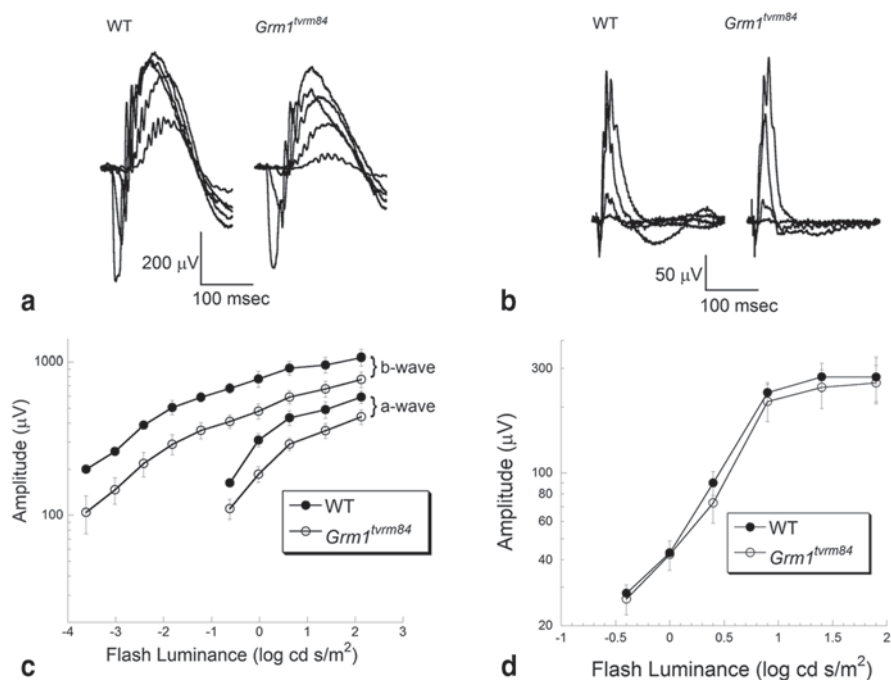 WT Grm1tvrm84
200 µV
100 msec
a
WT Grm1tvrm84
50 µV
100 msec
b
Amplitude (µV)
1000
100
b-wave
a-wave
WT
Grm1tvrm84
-4 -3 -2 -1 0 1 2 3
Flash Luminance (log cd s/m2)
c
Amplitude (µV)
300
100
80
60
40
20
WT
Grm1tvrm84
-1 -0.5 0 0.5 1 1.5 2
Flash Luminance (log cd s/m2)
d